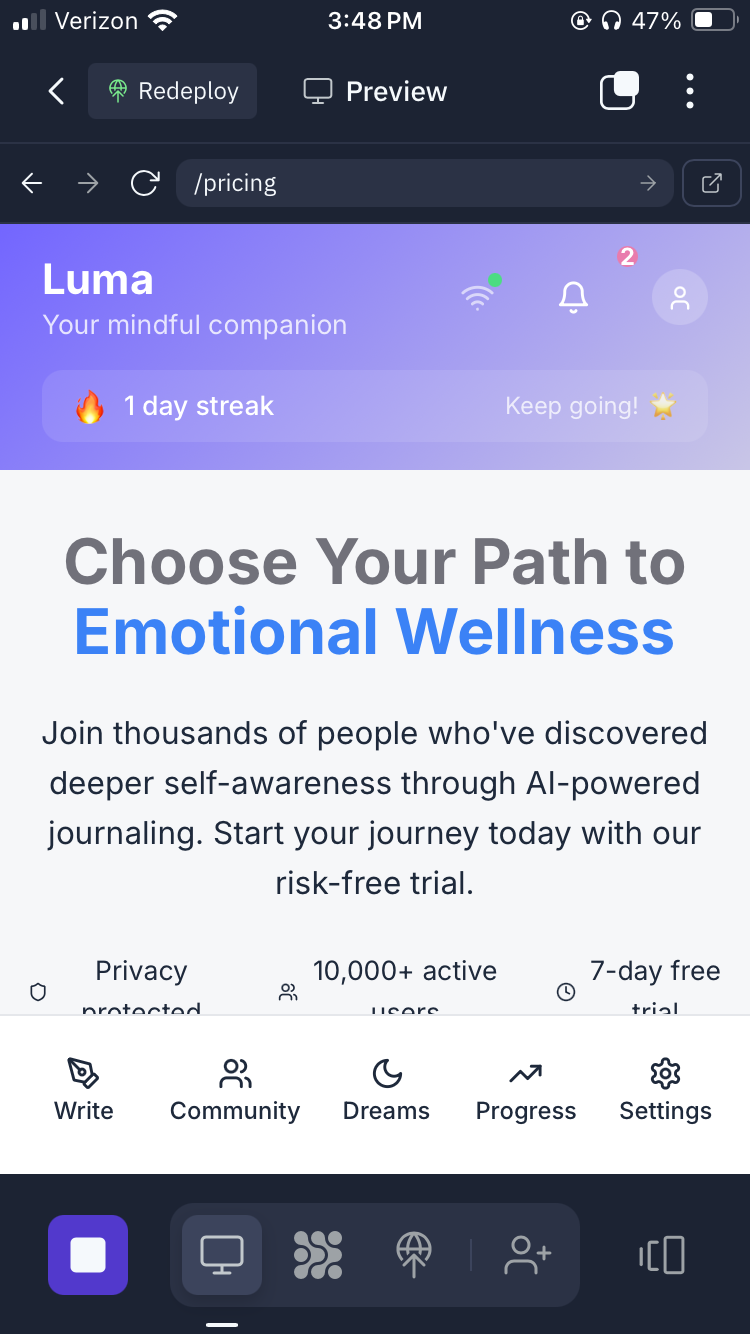 Verizon 3:48 PM 47%
Redeploy Preview
/pricing
Luma
2
Your mindful companion
🔥 1 day streak Keep going! 🌟
Choose Your Path to
Emotional Wellness
Join thousands of people who've discovered
deeper self-awareness through AI-powered
journaling. Start your journey today with our
risk-free trial.
Privacy 10,000+ active 7-day free
protected users trial
Write Community Dreams Progress Settings